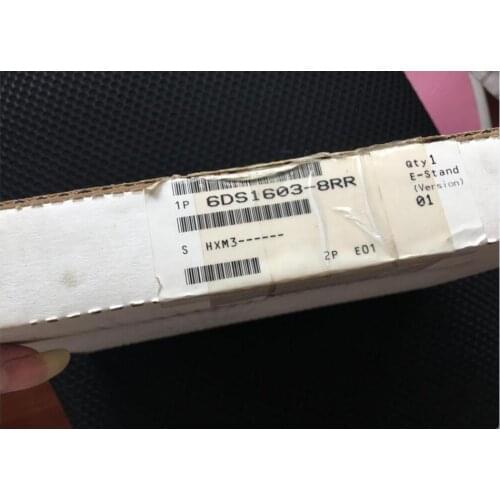 1P 6DS1603-8RR
S HXM3------
2P E01
Qty 1
E-Stand
(Version)
01